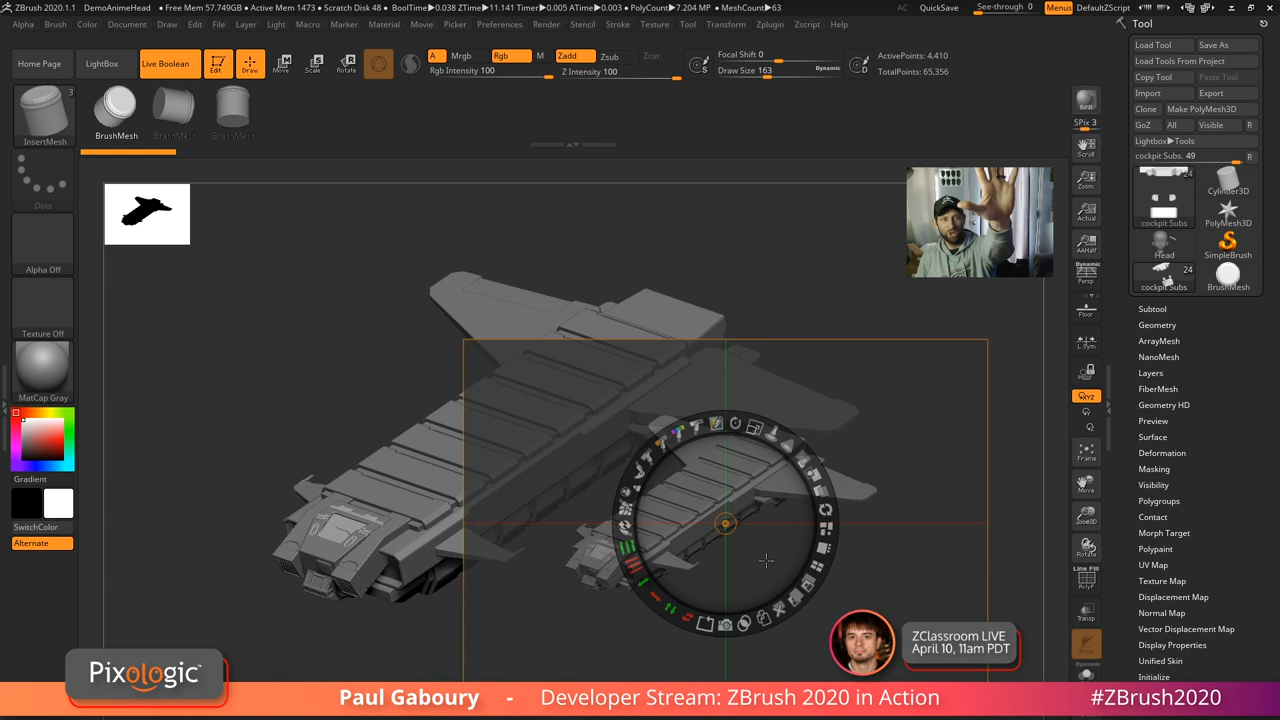 ZBrush 2020.1.1 DemoAnimeHead • Free Mem 57.749GB • Active Mem 1473 • Scratch Disk 48 • BoolTime▶0.038 ZTime▶11.141 Timer▶0.005 ATime▶0.003 • PolyCount▶7.204 MP • MeshCount▶63 AC QuickSave See-through 0 Menus DefaultZScript
Alpha Brush Color Document Draw Edit File Layer Light Macro Marker Material Movie Picker Preferences Render Stencil Stroke Texture Tool Transform Zplugin Zscript Help
Home Page LightBox Live Boolean Edit Draw Move Scale Rotate
A Mrgb Rgb M Zadd Zsub Zcut
Rgb Intensity 100 Z Intensity 100
S
Focal Shift 0
Draw Size 163 Dynamic
D
ActivePoints: 4,410
TotalPoints: 65,356
3
InsertMesh
BrushMesh BrushMesh BrushMesh
Dots
Alpha Off
Texture Off
MatCap Gray
Gradient
SwitchColor
Alternate
BPR
SPix 3
Scroll
Zoom
Actual
AAHalf
Dynamic
Persp
Floor
L.Sym
XYZ
Frame
Move
Zoom3D
Rotate
Line Fill
PolyF
Transp
Ghost
Dynamic
Tool
Load Tool Save As
Load Tools From Project
Copy Tool Paste Tool
Import Export
Clone Make PolyMesh3D
GoZ All Visible R
Lightbox▶Tools
cockpit Subs. 49 R
24
Cylinder3D
cockpit Subs PolyMesh3D
Head SimpleBrush
24
cockpit Subs BrushMesh
Subtool
Geometry
ArrayMesh
NanoMesh
Layers
FiberMesh
Geometry HD
Preview
Surface
Deformation
Masking
Visibility
Polygroups
Contact
Morph Target
Polypaint
UV Map
Texture Map
Displacement Map
Normal Map
Vector Displacement Map
Display Properties
Unified Skin
Initialize
ZClassroom LIVE
April 10, 11am PDT
Pixologic™
Paul Gaboury - Developer Stream: ZBrush 2020 in Action #ZBrush2020